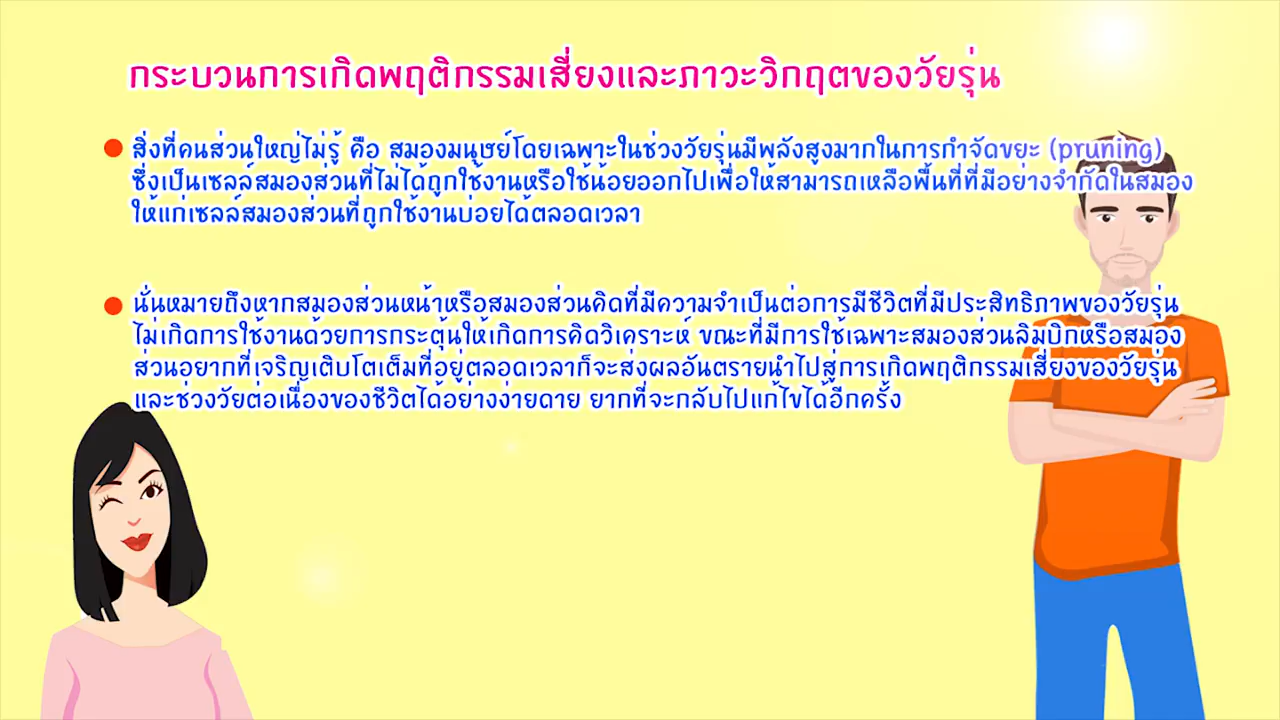 กระบวนการเกิดพฤติกรรมเสี่ยงและภาวะวิกฤตของวัยรุ่น
สิ่งที่คนส่วนใหญ่ไม่รู้ คือ สมองมนุษย์โดยเฉพาะในช่วงวัยรุ่นมีพลังสูงมากในการกำจัดขยะ (pruning)
ซึ่งเป็นเซลล์สมองส่วนที่ไม่ได้ถูกใช้งานหรือใช้น้อยออกไปเพื่อให้สามารถเหลือพื้นที่ที่มีอย่างจำกัดในสมอง
ให้แก่เซลล์สมองส่วนที่ถูกใช้งานบ่อยได้ตลอดเวลา
นั่นหมายถึงหากสมองส่วนหน้าหรือสมองส่วนคิดที่มีความจำเป็นต่อการมีชีวิตที่มีประสิทธิภาพของวัยรุ่น
ไม่เกิดการใช้งานด้วยการกระตุ้นให้เกิดการคิดวิเคราะห์ ขณะที่มีการใช้เฉพาะสมองส่วนลิมบิกหรือสมอง
ส่วนอยากที่เจริญเติบโตเต็มที่อยู่ตลอดเวลาก็จะส่งผลอันตรายนำไปสู่การเกิดพฤติกรรมเสี่ยงของวัยรุ่น
และช่วงวัยต่อเนื่องของชีวิตได้อย่างง่ายดาย ยากที่จะกลับไปแก้ไขได้อีกครั้ง